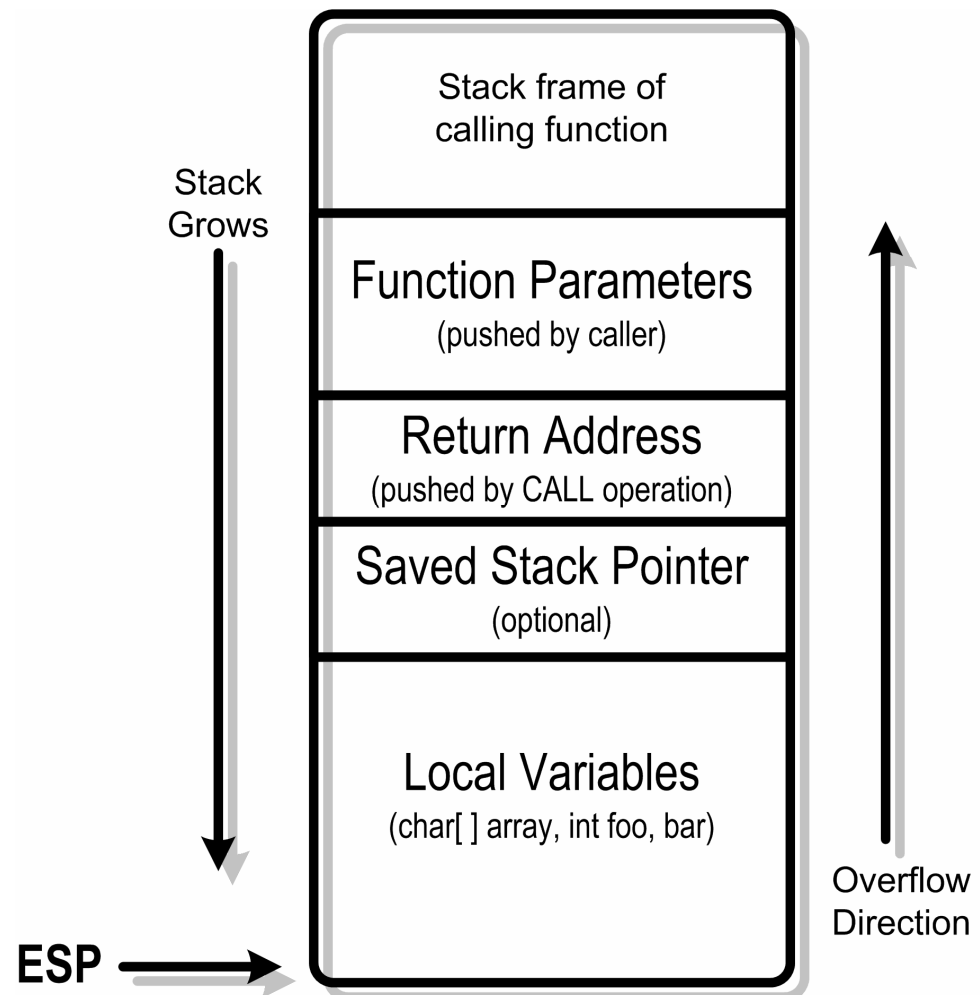 Stack frame of
calling function
Stack
Grows
Function Parameters
(pushed by caller)
Return Address
(pushed by CALL operation)
Saved Stack Pointer
(optional)
Local Variables
(char[ ] array, int foo, bar)
Overflow
Direction
ESP